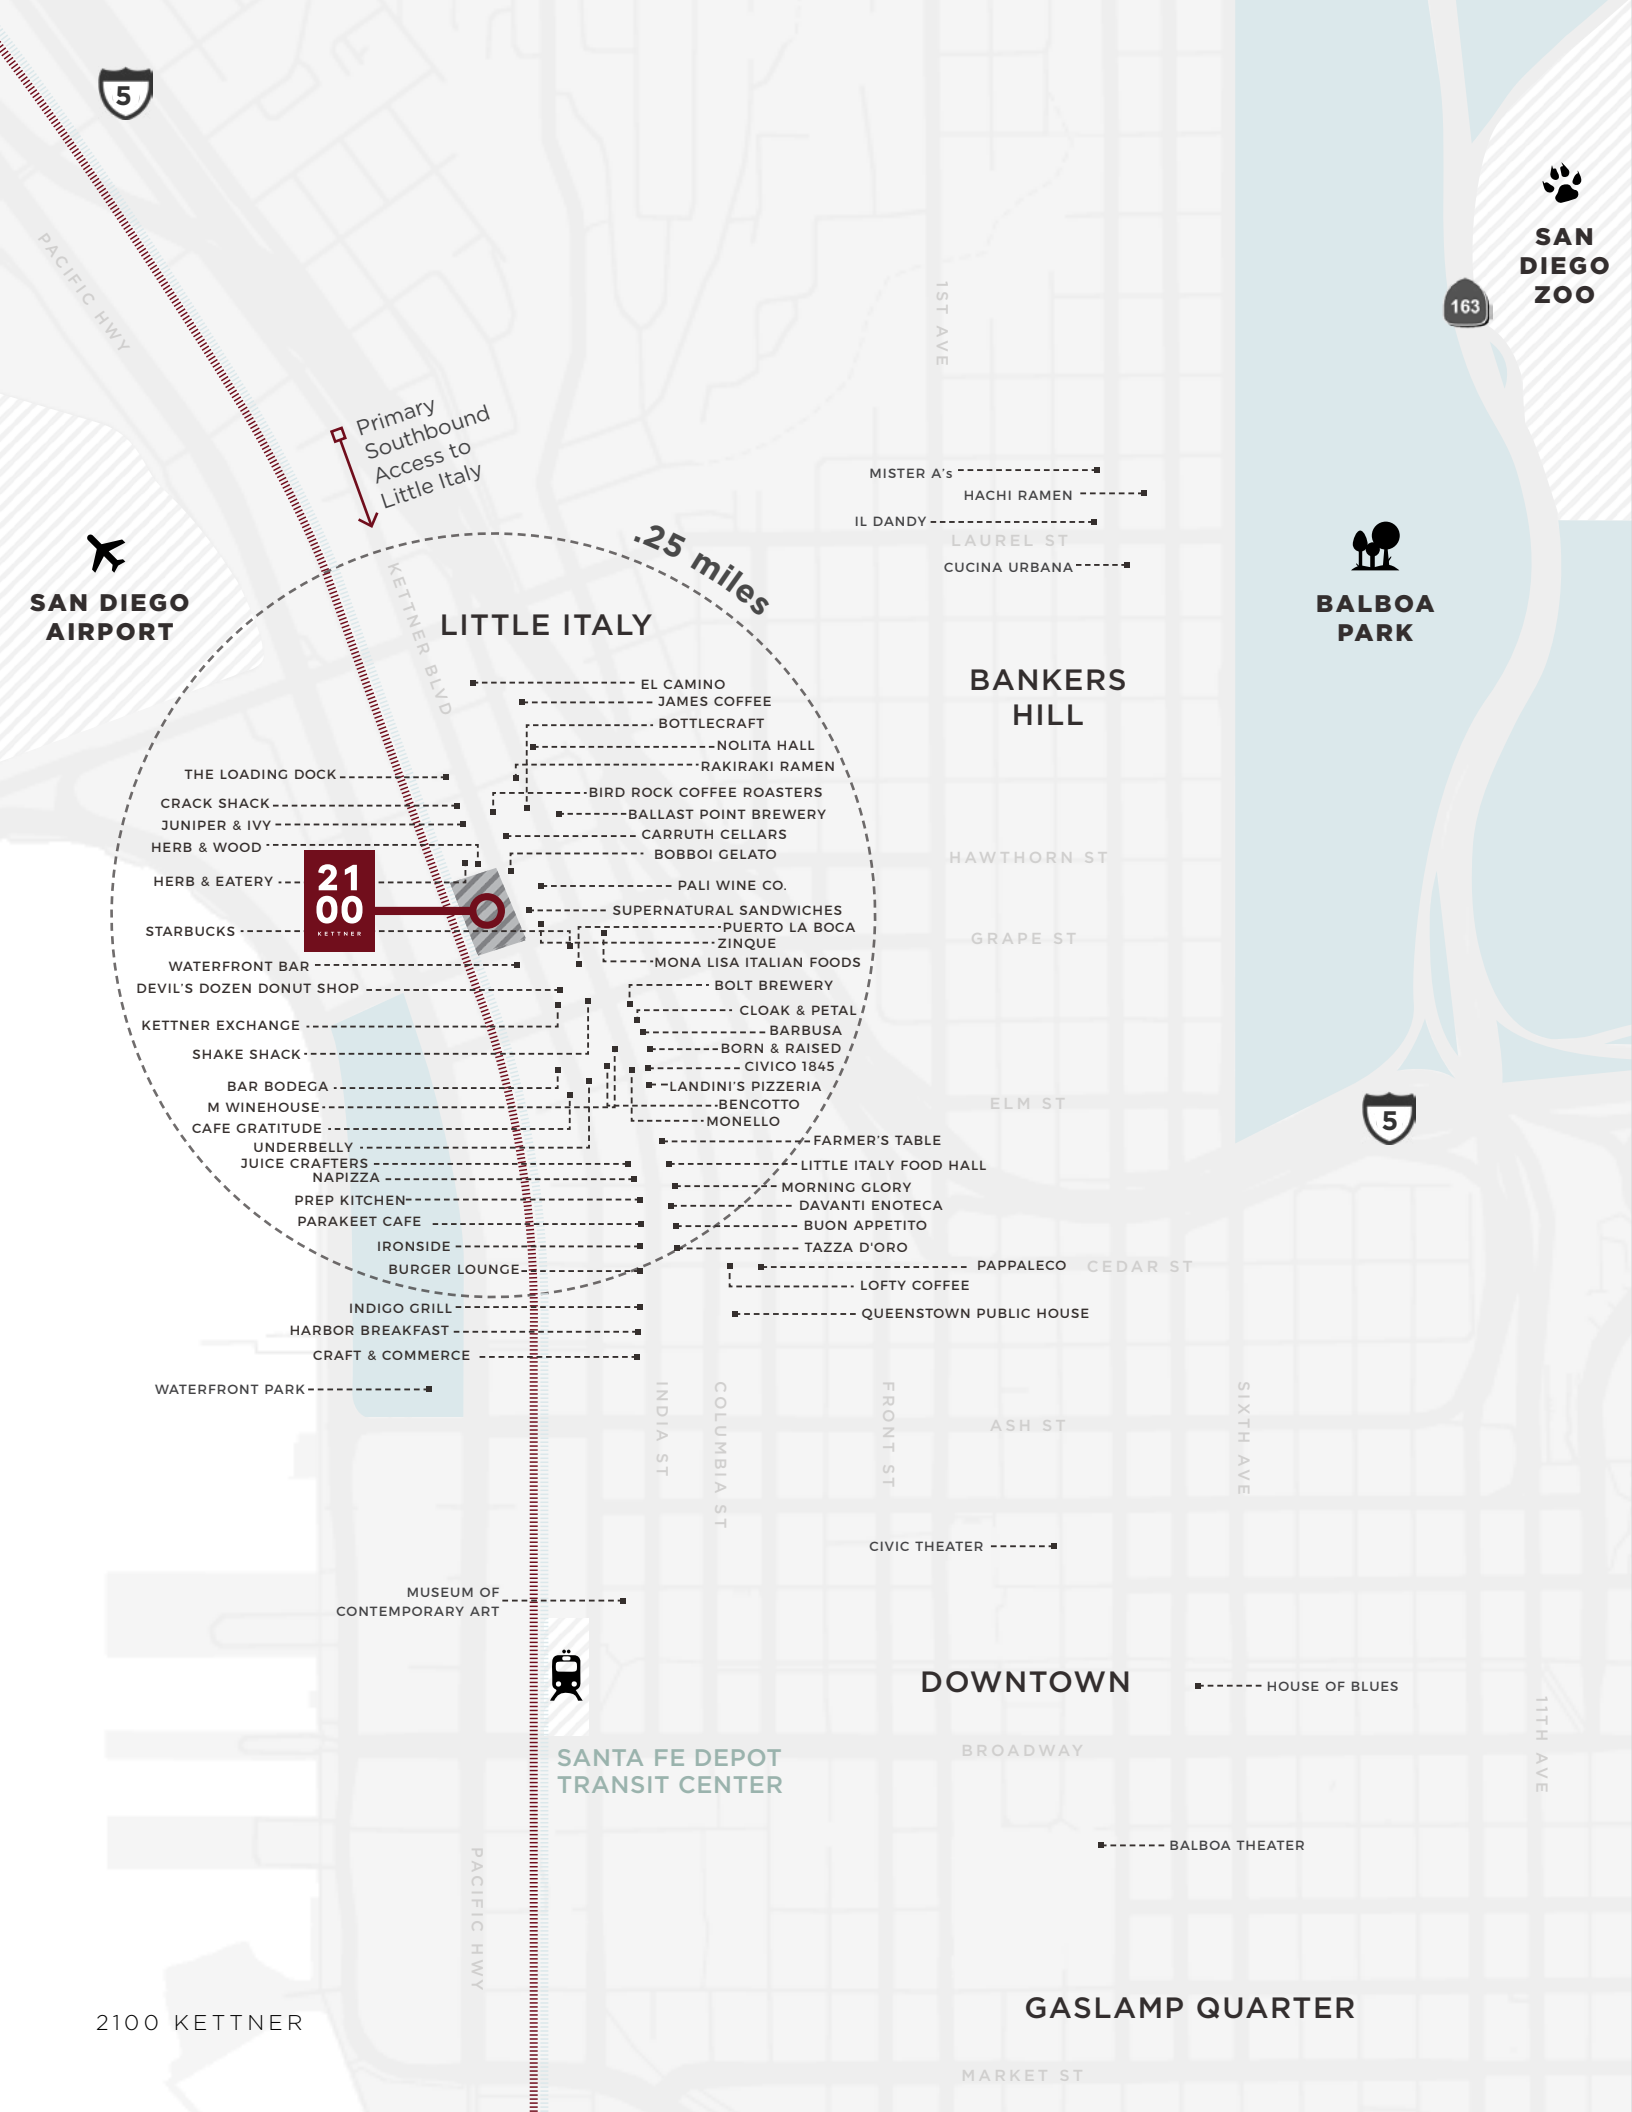 5
SAN
DIEGO
ZOO
163
PACIFIC HWY
1ST AVE
Primary
Southbound
Access to
Little Italy
MISTER A's
HACHI RAMEN
IL DANDY
LAUREL ST
CUCINA URBANA
.25 miles
SAN DIEGO
AIRPORT
KETTNER BLVD
LITTLE ITALY
BALBOA
PARK
BANKERS
HILL
EL CAMINO
JAMES COFFEE
BOTTLECRAFT
NOLITA HALL
RAKIRAKI RAMEN
BIRD ROCK COFFEE ROASTERS
BALLAST POINT BREWERY
CARRUTH CELLARS
BOBBOI GELATO
PALI WINE CO.
SUPERNATURAL SANDWICHES
PUERTO LA BOCA
ZINQUE
MONA LISA ITALIAN FOODS
BOLT BREWERY
CLOAK & PETAL
BARBUSA
BORN & RAISED
CIVICO 1845
LANDINI'S PIZZERIA
BENCOTTO
MONELLO
FARMER'S TABLE
LITTLE ITALY FOOD HALL
MORNING GLORY
DAVANTI ENOTECA
BUON APPETITO
TAZZA D'ORO
PAPPALECO
LOFTY COFFEE
QUEENSTOWN PUBLIC HOUSE
THE LOADING DOCK
CRACK SHACK
JUNIPER & IVY
HERB & WOOD
HERB & EATERY
21
00
KETTNER
STARBUCKS
WATERFRONT BAR
DEVIL'S DOZEN DONUT SHOP
KETTNER EXCHANGE
SHAKE SHACK
BAR BODEGA
M WINEHOUSE
CAFE GRATITUDE
UNDERBELLY
JUICE CRAFTERS
NAPIZZA
PREP KITCHEN
PARAKEET CAFE
IRONSIDE
BURGER LOUNGE
INDIGO GRILL
HARBOR BREAKFAST
CRAFT & COMMERCE
WATERFRONT PARK
HAWTHORN ST
GRAPE ST
ELM ST
5
CEDAR ST
INDIA ST
COLUMBIA ST
FRONT ST
ASH ST
SIXTH AVE
CIVIC THEATER
MUSEUM OF
CONTEMPORARY ART
DOWNTOWN
HOUSE OF BLUES
11TH AVE
SANTA FE DEPOT
TRANSIT CENTER
BROADWAY
BALBOA THEATER
PACIFIC HWY
GASLAMP QUARTER
2100 KETTNER
MARKET ST